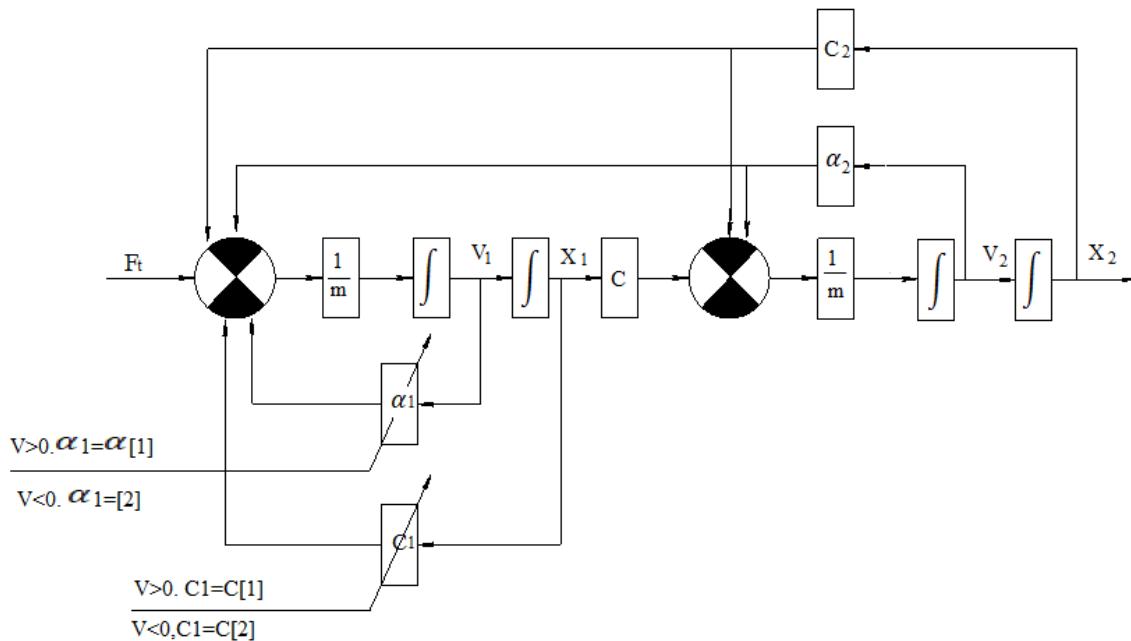 C2
α2
Ft
1
m
∫
V1
∫
X1
C
1
m
∫
V2
∫
X2
α1
V>0.α1=α[1]
V<0. α1=[2]
C1
V>0. C1=C[1]
V<0,C1=C[2]